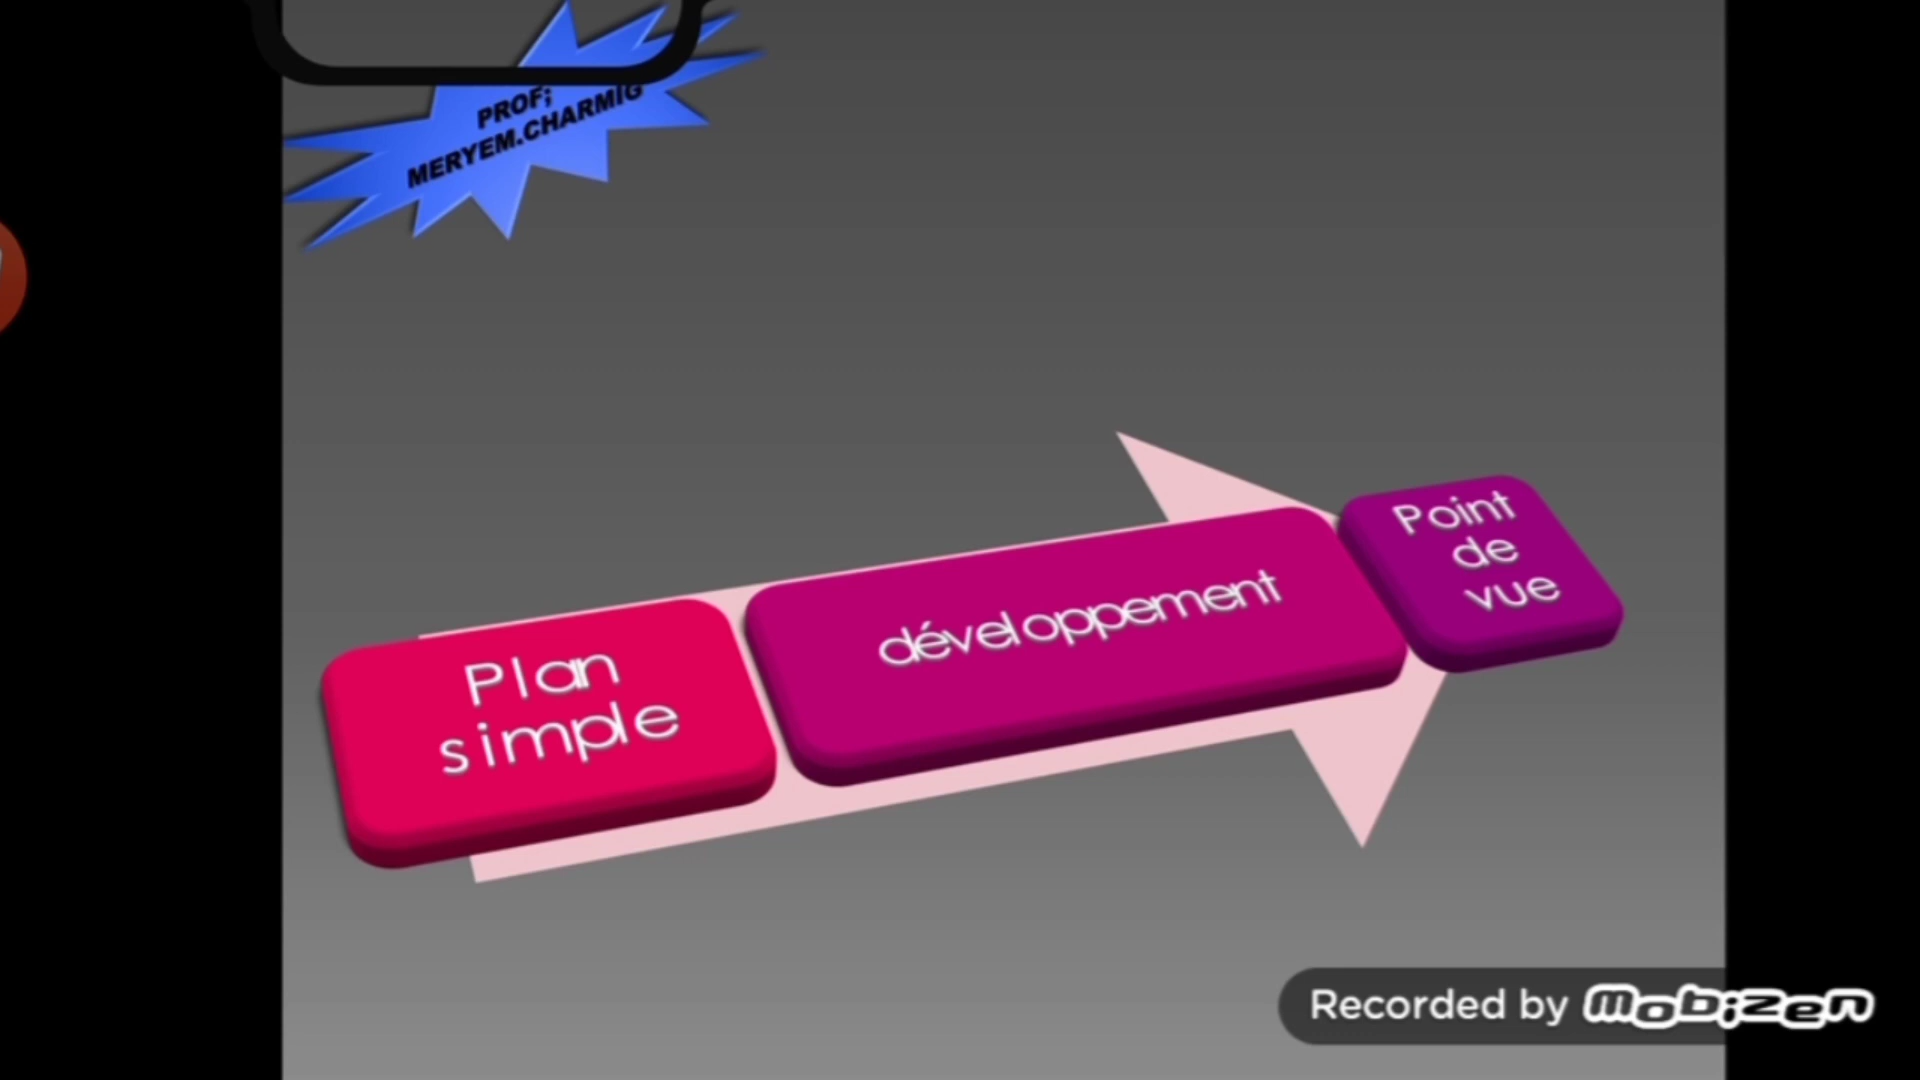 PROF;
MERYEM.CHARMIG
Plan
simple
développement
Point
de
vue
Recorded by mobizen